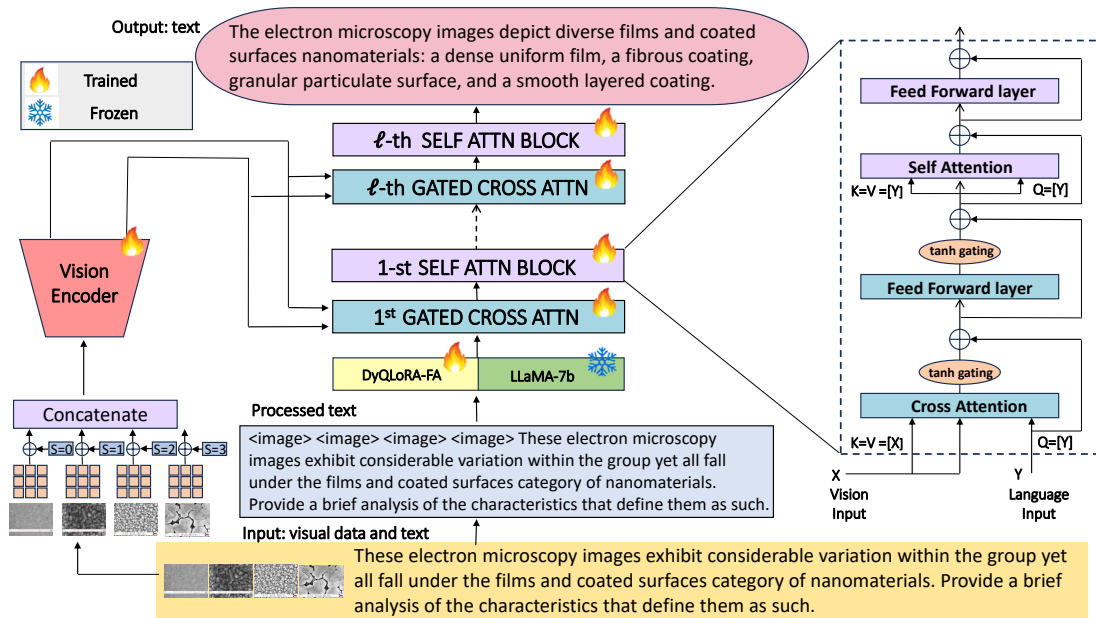 Output: text
The electron microscopy images depict diverse films and coated
surfaces nanomaterials: a dense uniform film, a fibrous coating,
granular particulate surface, and a smooth layered coating.
Trained
Frozen
ℓ-th SELF ATTN BLOCK
ℓ-th GATED CROSS ATTN
1-st SELF ATTN BLOCK
1st GATED CROSS ATTN
DyQLoRA-FA
LLaMA-7b
Vision
Encoder
Concatenate
S=0
S=1
S=2
S=3
Processed text
<image> <image> <image> <image> These electron microscopy
images exhibit considerable variation within the group yet all fall
under the films and coated surfaces category of nanomaterials.
Provide a brief analysis of the characteristics that define them as such.
Input: visual data and text
These electron microscopy images exhibit considerable variation within the group yet
all fall under the films and coated surfaces category of nanomaterials. Provide a brief
analysis of the characteristics that define them as such.
Feed Forward layer
Self Attention
K=V =[Y]
Q=[Y]
tanh gating
Feed Forward layer
tanh gating
Cross Attention
K=V =[X]
Q=[Y]
X
Vision
Input
Y
Language
Input